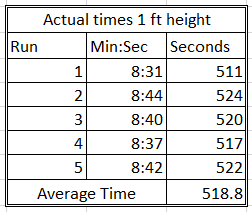 Actual times 1 ft height
Run Min:Sec Seconds
1 8:31 511
2 8:44 524
3 8:40 520
4 8:37 517
5 8:42 522
Average Time 518.8